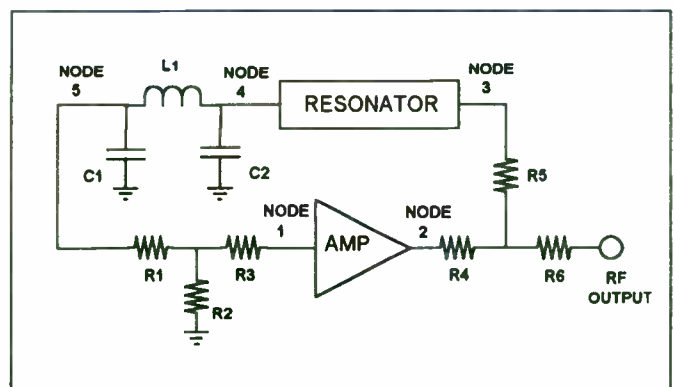 L1
NODE
5
NODE
4
RESONATOR
NODE
3
C1
C2
R5
NODE
1
AMP
NODE
2
R1
R3
R4
R6
R2
RF
OUTPUT